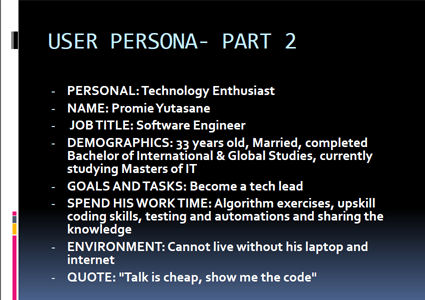 USER PERSONA- PART 2
- PERSONAL: Technology Enthusiast
- NAME: Promie Yutasane
- JOB TITLE: Software Engineer
- DEMOGRAPHICS: 33 years old, Married, completed
Bachelor of International & Global Studies, currently
studying Masters of IT
- GOALS AND TASKS: Become a tech lead
- SPEND HIS WORK TIME: Algorithm exercises, upskill
coding skills, testing and automations and sharing the
knowledge
- ENVIRONMENT: Cannot live without his laptop and
internet
- QUOTE: "Talk is cheap, show me the code"